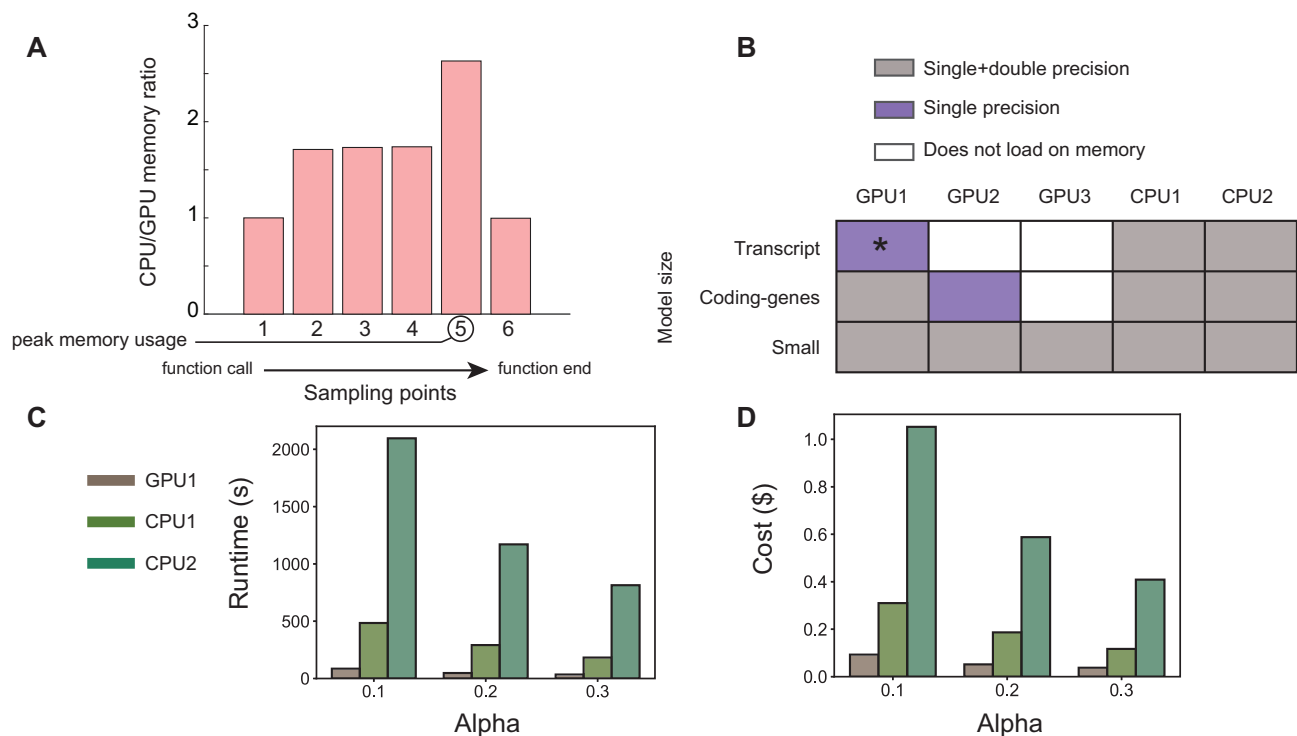 A
CPU/GPU memory ratio
3
2
1
0
1 2 3 4 5 6
peak memory usage
function call function end
Sampling points
B
Single+double precision
Single precision
Does not load on memory
GPU1 GPU2 GPU3 CPU1 CPU2
Model size
Transcript *
Coding-genes
Small
C
GPU1
CPU1
CPU2
Runtime (s)
2000
1500
1000
500
0
0.1 0.2 0.3
Alpha
D
Cost ($)
1.0
0.8
0.6
0.4
0.2
0.0
0.1 0.2 0.3
Alpha